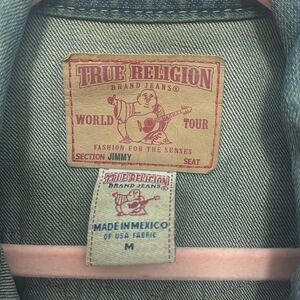 TRUE RELIGION
BRAND JEANS®
WORLD TOUR
FASHION FOR THE SENSES
SECTION JIMMY SEAT
TRUE RELIGION
BRAND JEANS
MADE IN MEXICO
OF USA FABRIC
M